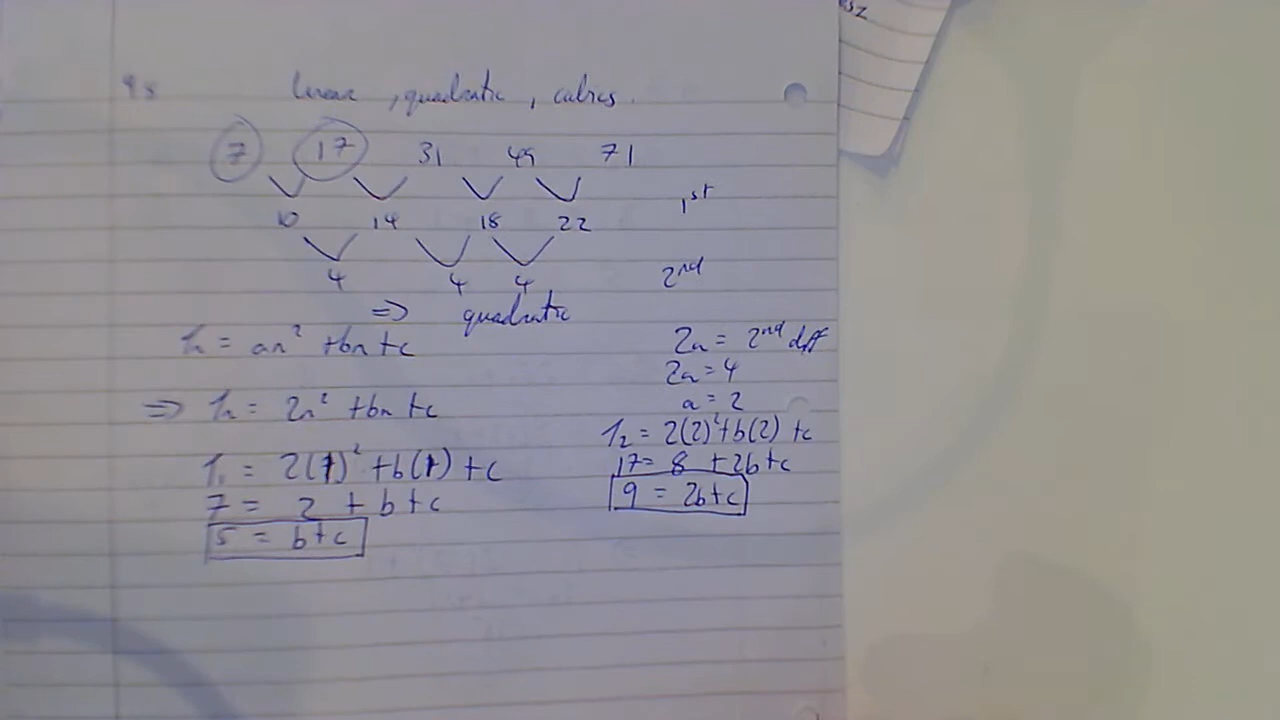 linear, quadratic, cubics.
7 17 31 49 71
10 14 18 22 1st
4 4 4 2nd
=> quadratic
Tn = an² + bn + c
2a = 2nd diff
2a = 4
a = 2
=> Tn = 2n² + bn + c
T1 = 2(1)² + b(1) + c
7 = 2 + b + c
5 = b + c
T2 = 2(2)² + b(2) + c
17 = 8 + 2b + c
9 = 2b + c